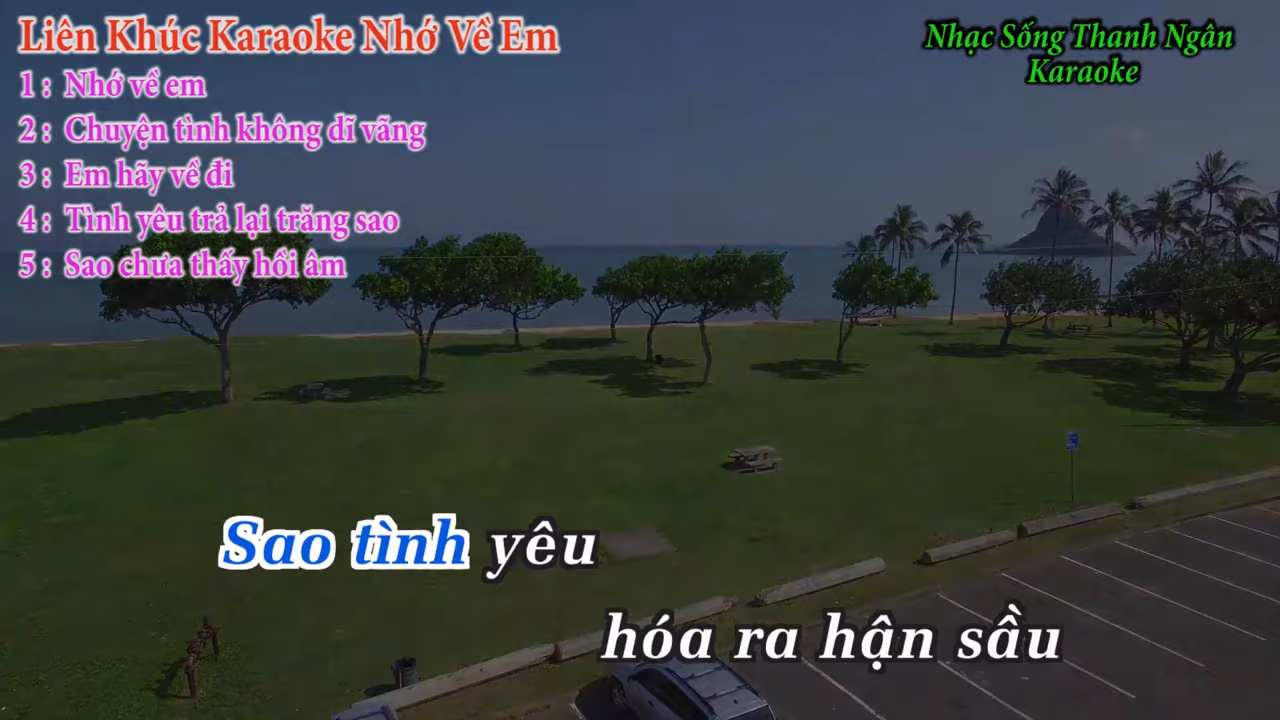 Liên Khúc Karaoke Nhớ Về Em
1 : Nhớ về em
2 : Chuyện tình không dĩ vãng
3 : Em hãy về đi
4 : Tình yêu trả lại trăng sao
5 : Sao chưa thấy hồi âm
Nhạc Sống Thanh Ngân
Karaoke
Sao tình yêu
hóa ra hận sầu